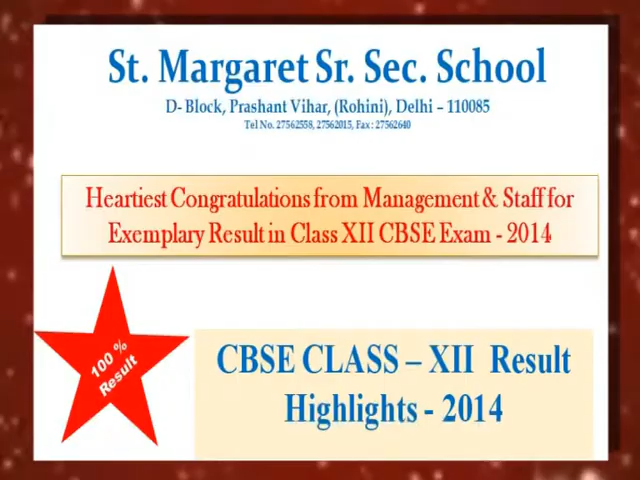 St. Margaret Sr. Sec. School
D- Block, Prashant Vihar, (Rohini), Delhi – 110085
Tel No. 27562558, 27562015, Fax : 27562640
Heartiest Congratulations from Management & Staff for
Exemplary Result in Class XII CBSE Exam - 2014
100 %
Result
CBSE CLASS – XII Result
Highlights - 2014